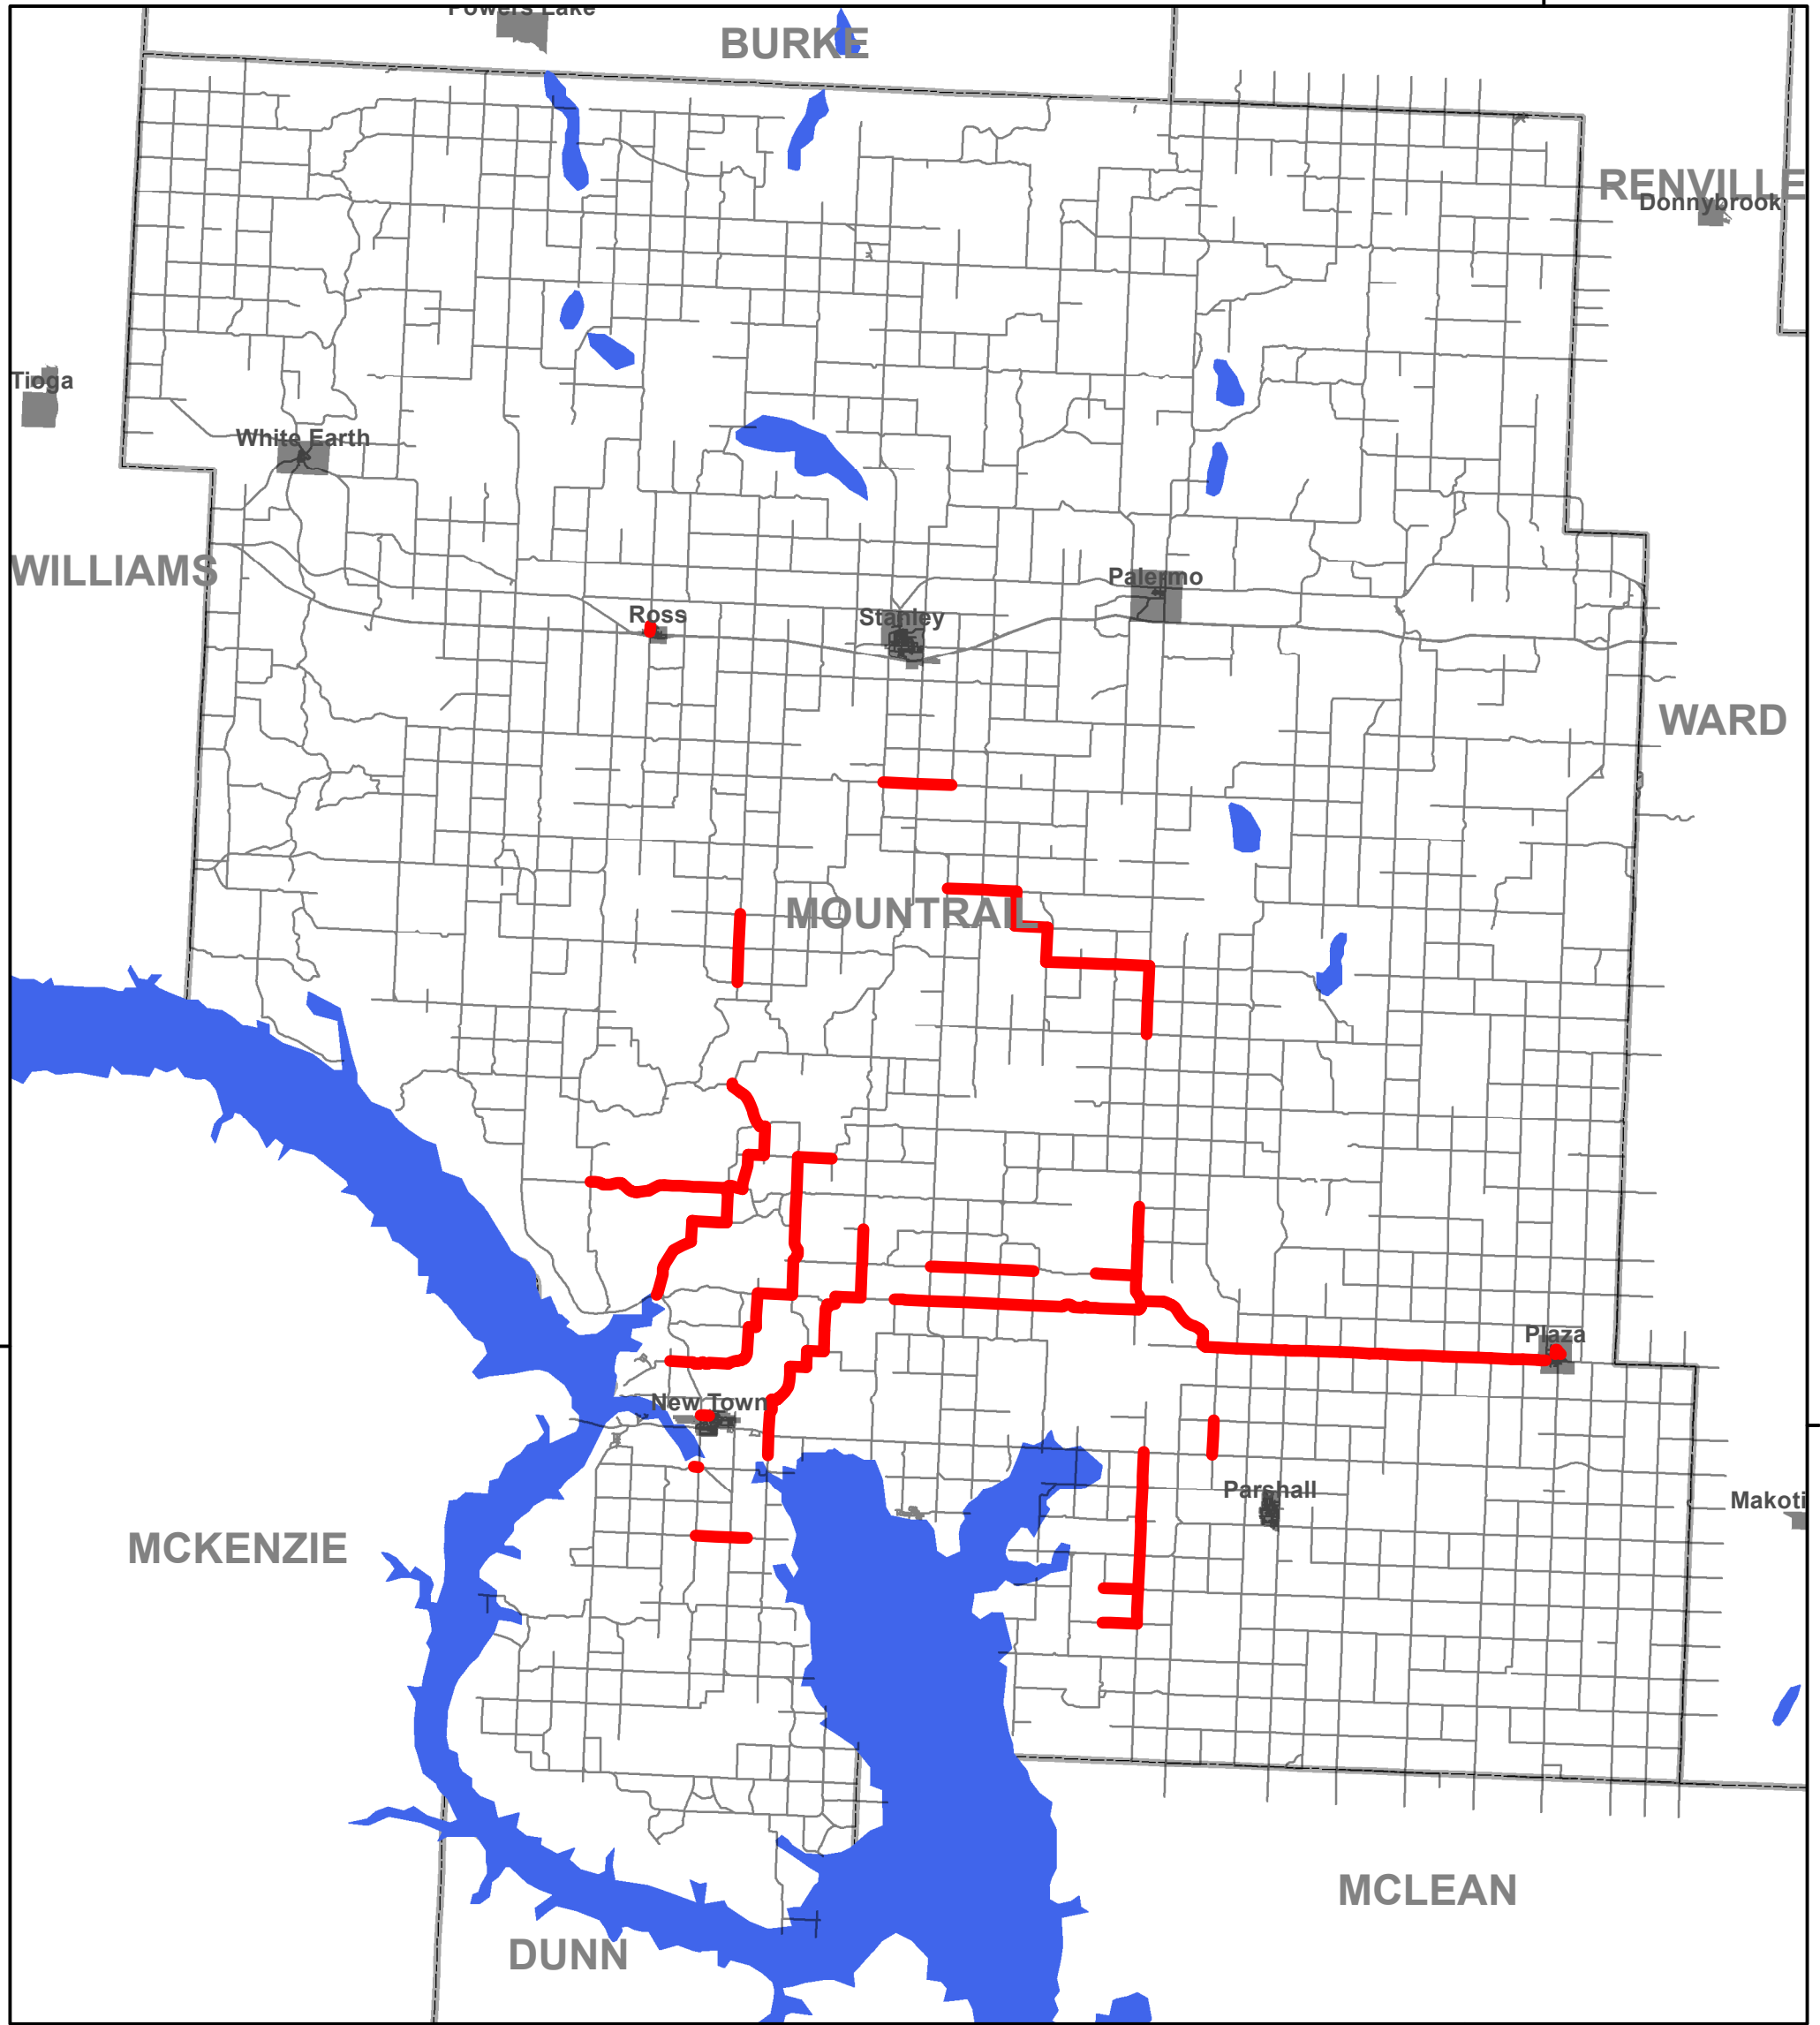 Powers Lake
BURKE
RENVILLE
Donnybrook
Tioga
White Earth
WILLIAMS
Palermo
Ross
Stanley
WARD
MOUNTRAIL
Plaza
New Town
Parshall
Makoti
MCKENZIE
MCLEAN
DUNN